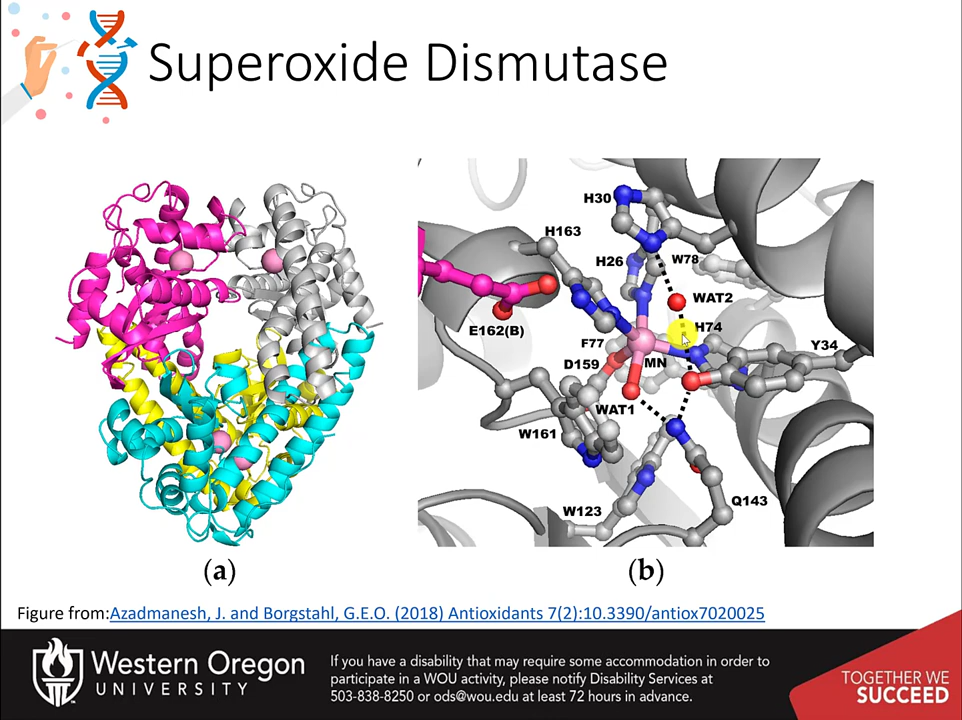 Superoxide Dismutase
H30
H163
H26
W78
WAT2
E162(B)
H74
F77
Y34
D159
MN
WAT1
W161
Q143
W123
(a)
(b)
Figure from:Azadmanesh, J. and Borgstahl, G.E.O. (2018) Antioxidants 7(2):10.3390/antiox7020025
Western Oregon
UNIVERSITY
If you have a disability that may require some accommodation in order to
participate in a WOU activity, please notify Disability Services at
503-838-8250 or ods@wou.edu at least 72 hours in advance.
TOGETHER WE
SUCCEED